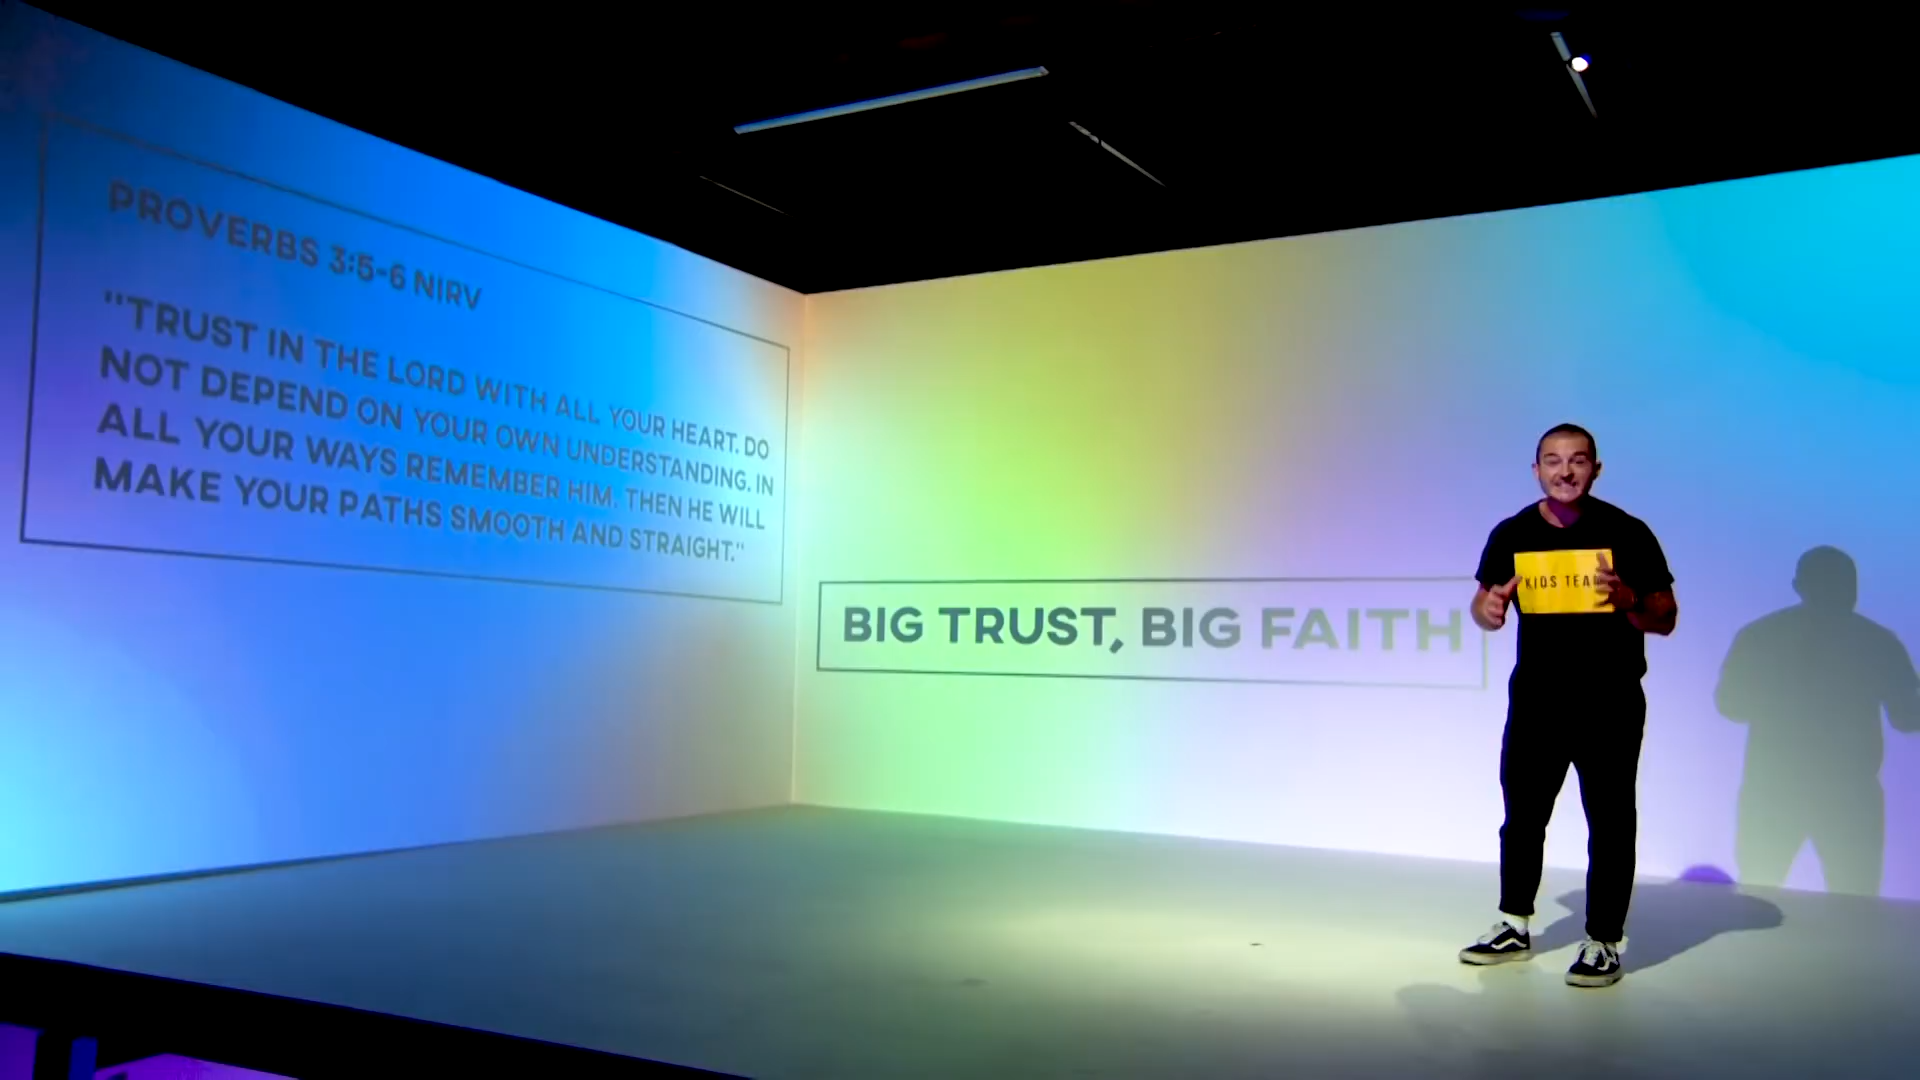 PROVERBS 3:5-6 NIRV
"TRUST IN THE LORD WITH ALL YOUR HEART. DO
NOT DEPEND ON YOUR OWN UNDERSTANDING. IN
ALL YOUR WAYS REMEMBER HIM. THEN HE WILL
MAKE YOUR PATHS SMOOTH AND STRAIGHT."
BIG TRUST, BIG FAITH
KIDS TEAM